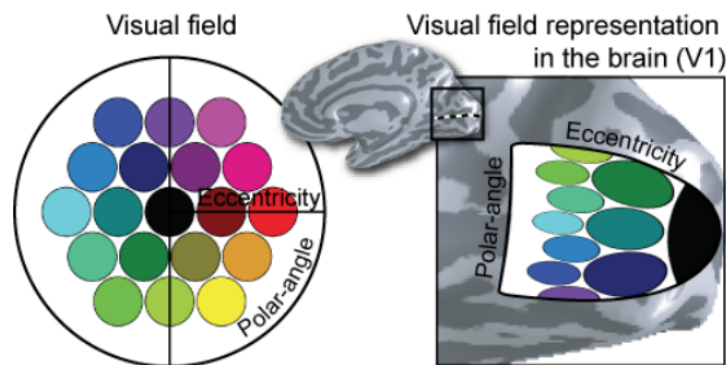 Visual field
Visual field representation
in the brain (V1)
Eccentricity
Polar-angle
Eccentricity
Polar-angle